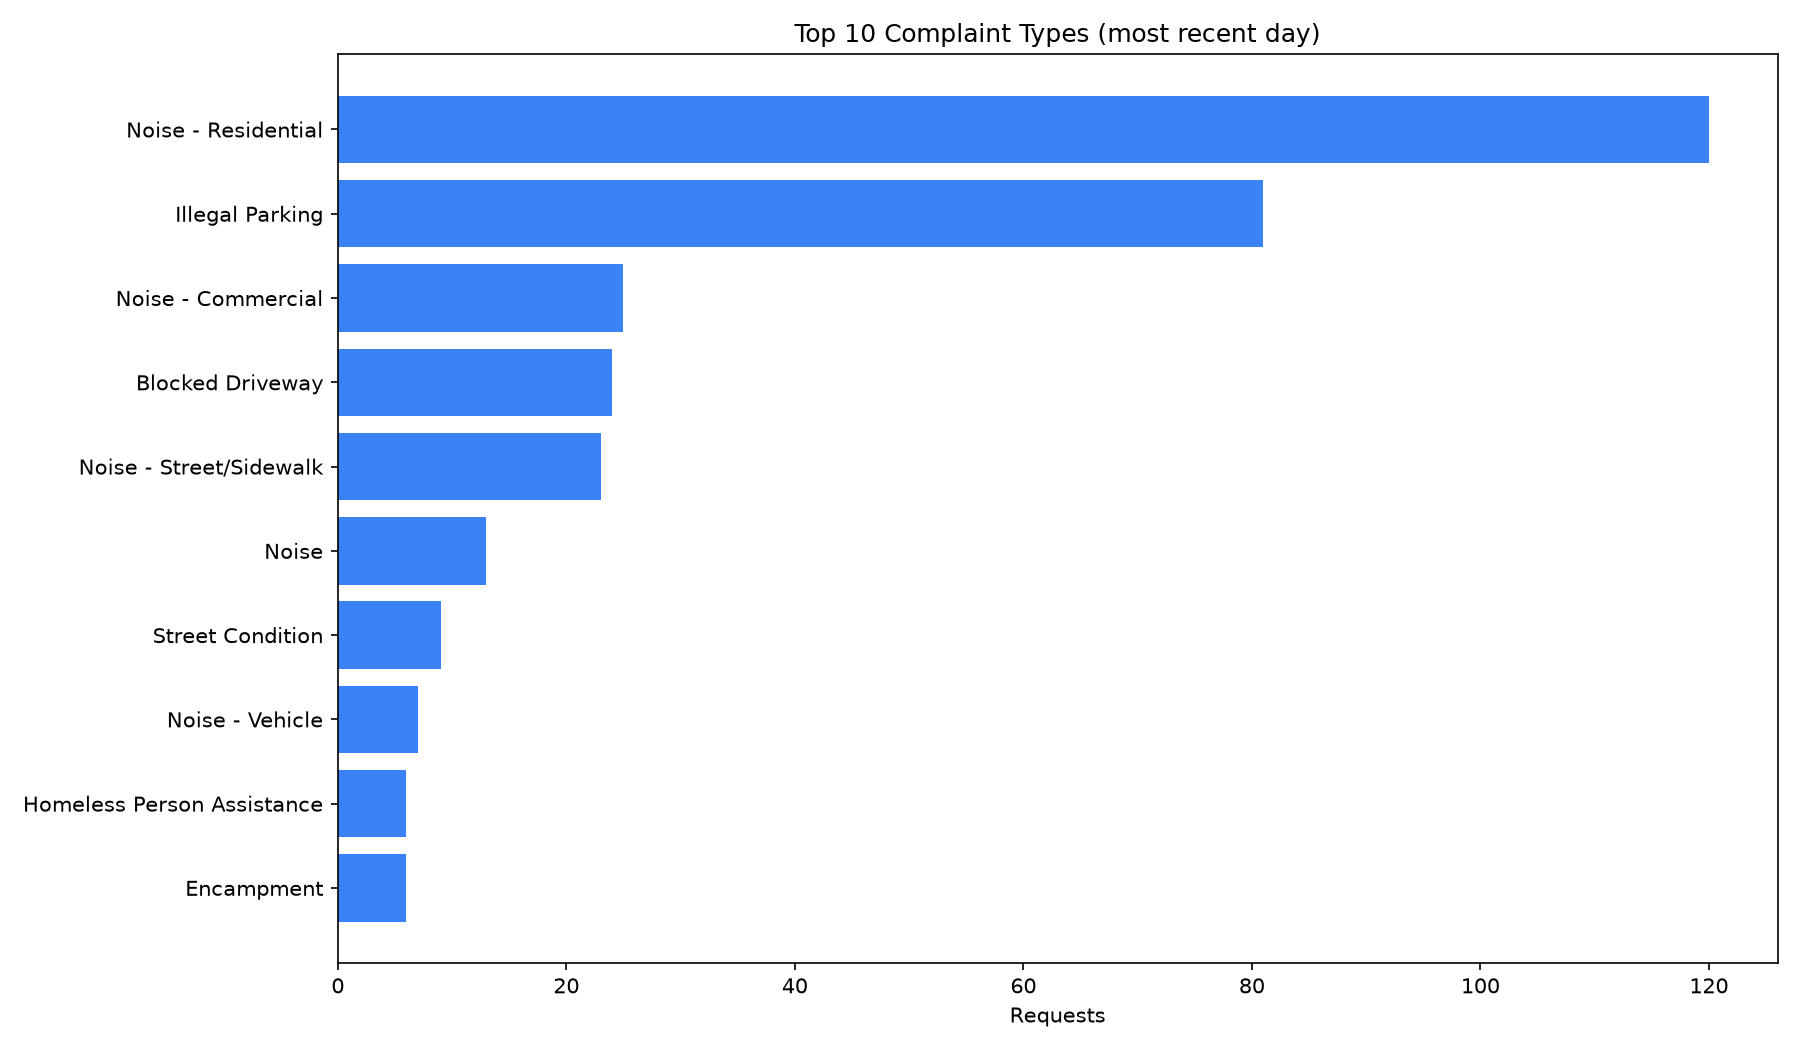 Top 10 Complaint Types (most recent day)
Noise - Residential
Illegal Parking
Noise - Commercial
Blocked Driveway
Noise - Street/Sidewalk
Noise
Street Condition
Noise - Vehicle
Homeless Person Assistance
Encampment
0 20 40 60 80 100 120
Requests